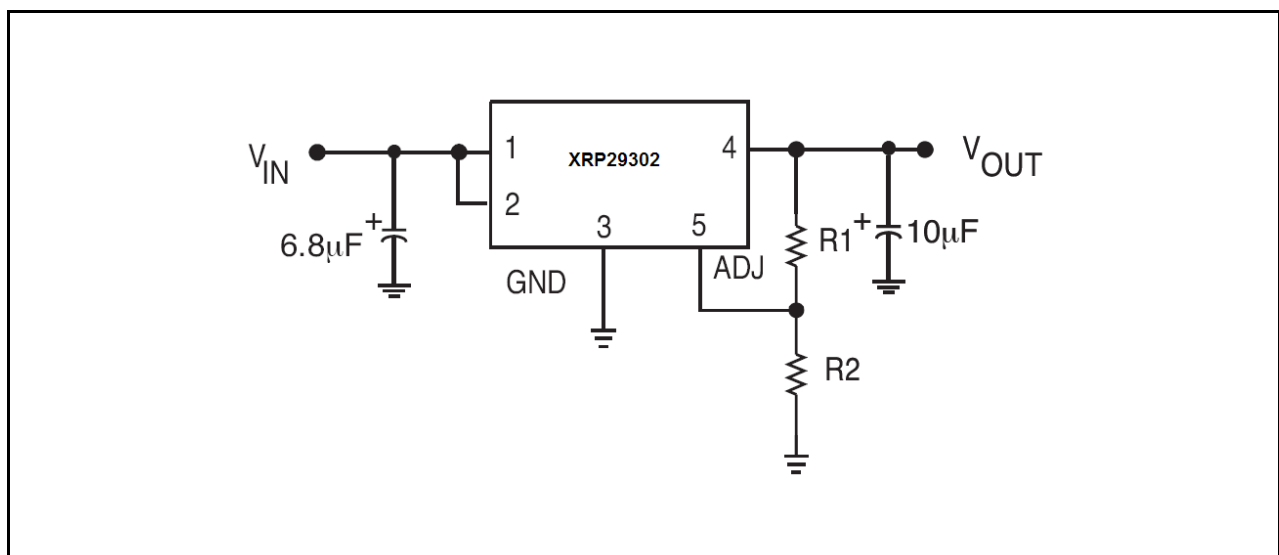 VIN
1
2
XRP29302
3
4
5
VOUT
6.8µF
+
GND
ADJ
R1
+
10µF
R2